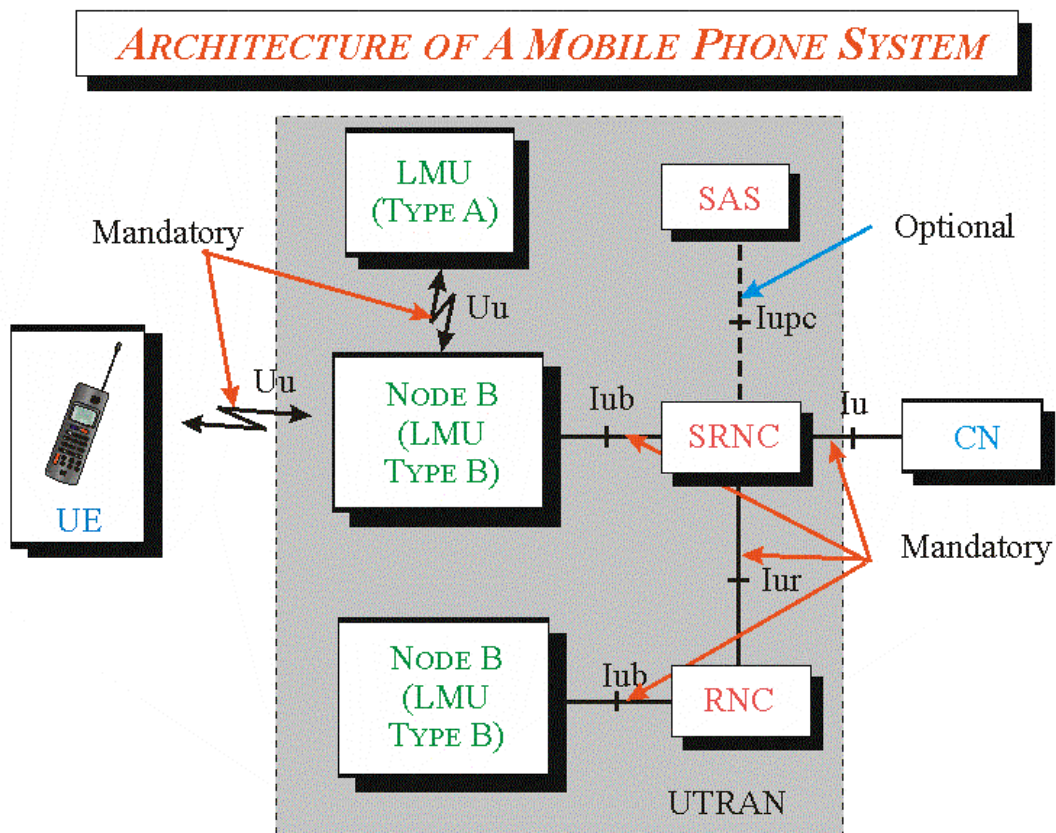 ARCHITECTURE OF A MOBILE PHONE SYSTEM
LMU
(TYPE A)
SAS
Mandatory
Optional
Uu
Iupc
Uu
NODE B
(LMU
TYPE B)
Iub
SRNC
Iu
CN
UE
Mandatory
Iur
NODE B
(LMU
TYPE B)
Iub
RNC
UTRAN